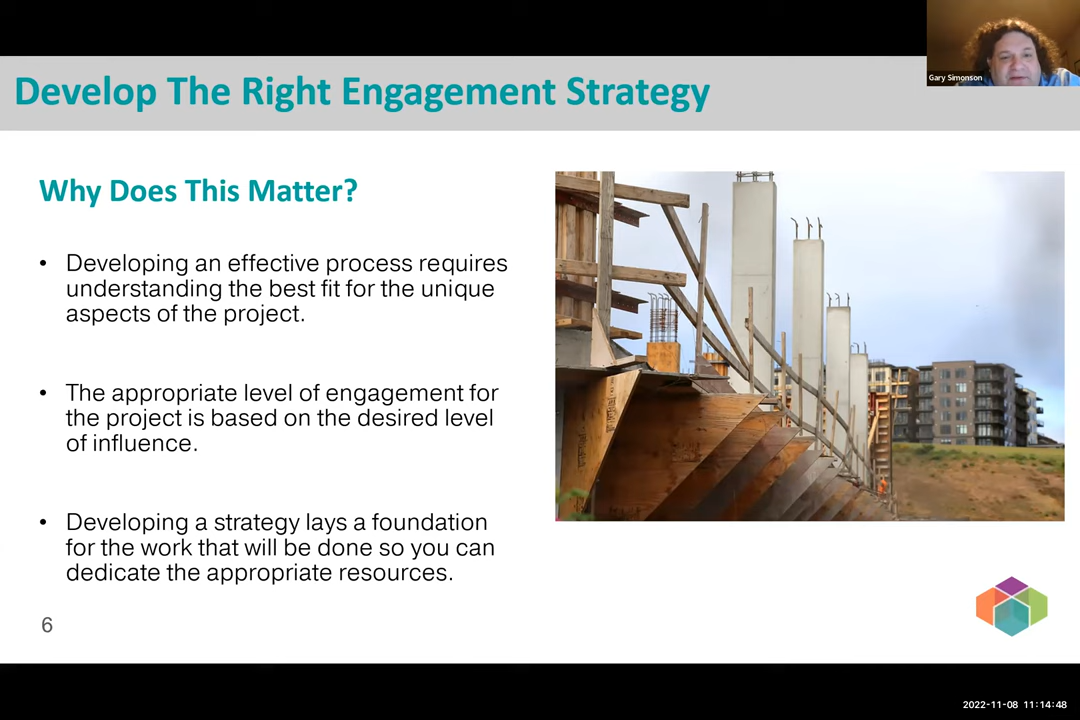 Gary Simonson
Develop The Right Engagement Strategy
Why Does This Matter?
• Developing an effective process requires
understanding the best fit for the unique
aspects of the project.
• The appropriate level of engagement for
the project is based on the desired level
of influence.
• Developing a strategy lays a foundation
for the work that will be done so you can
dedicate the appropriate resources.
6
2022-11-08 11:14:48